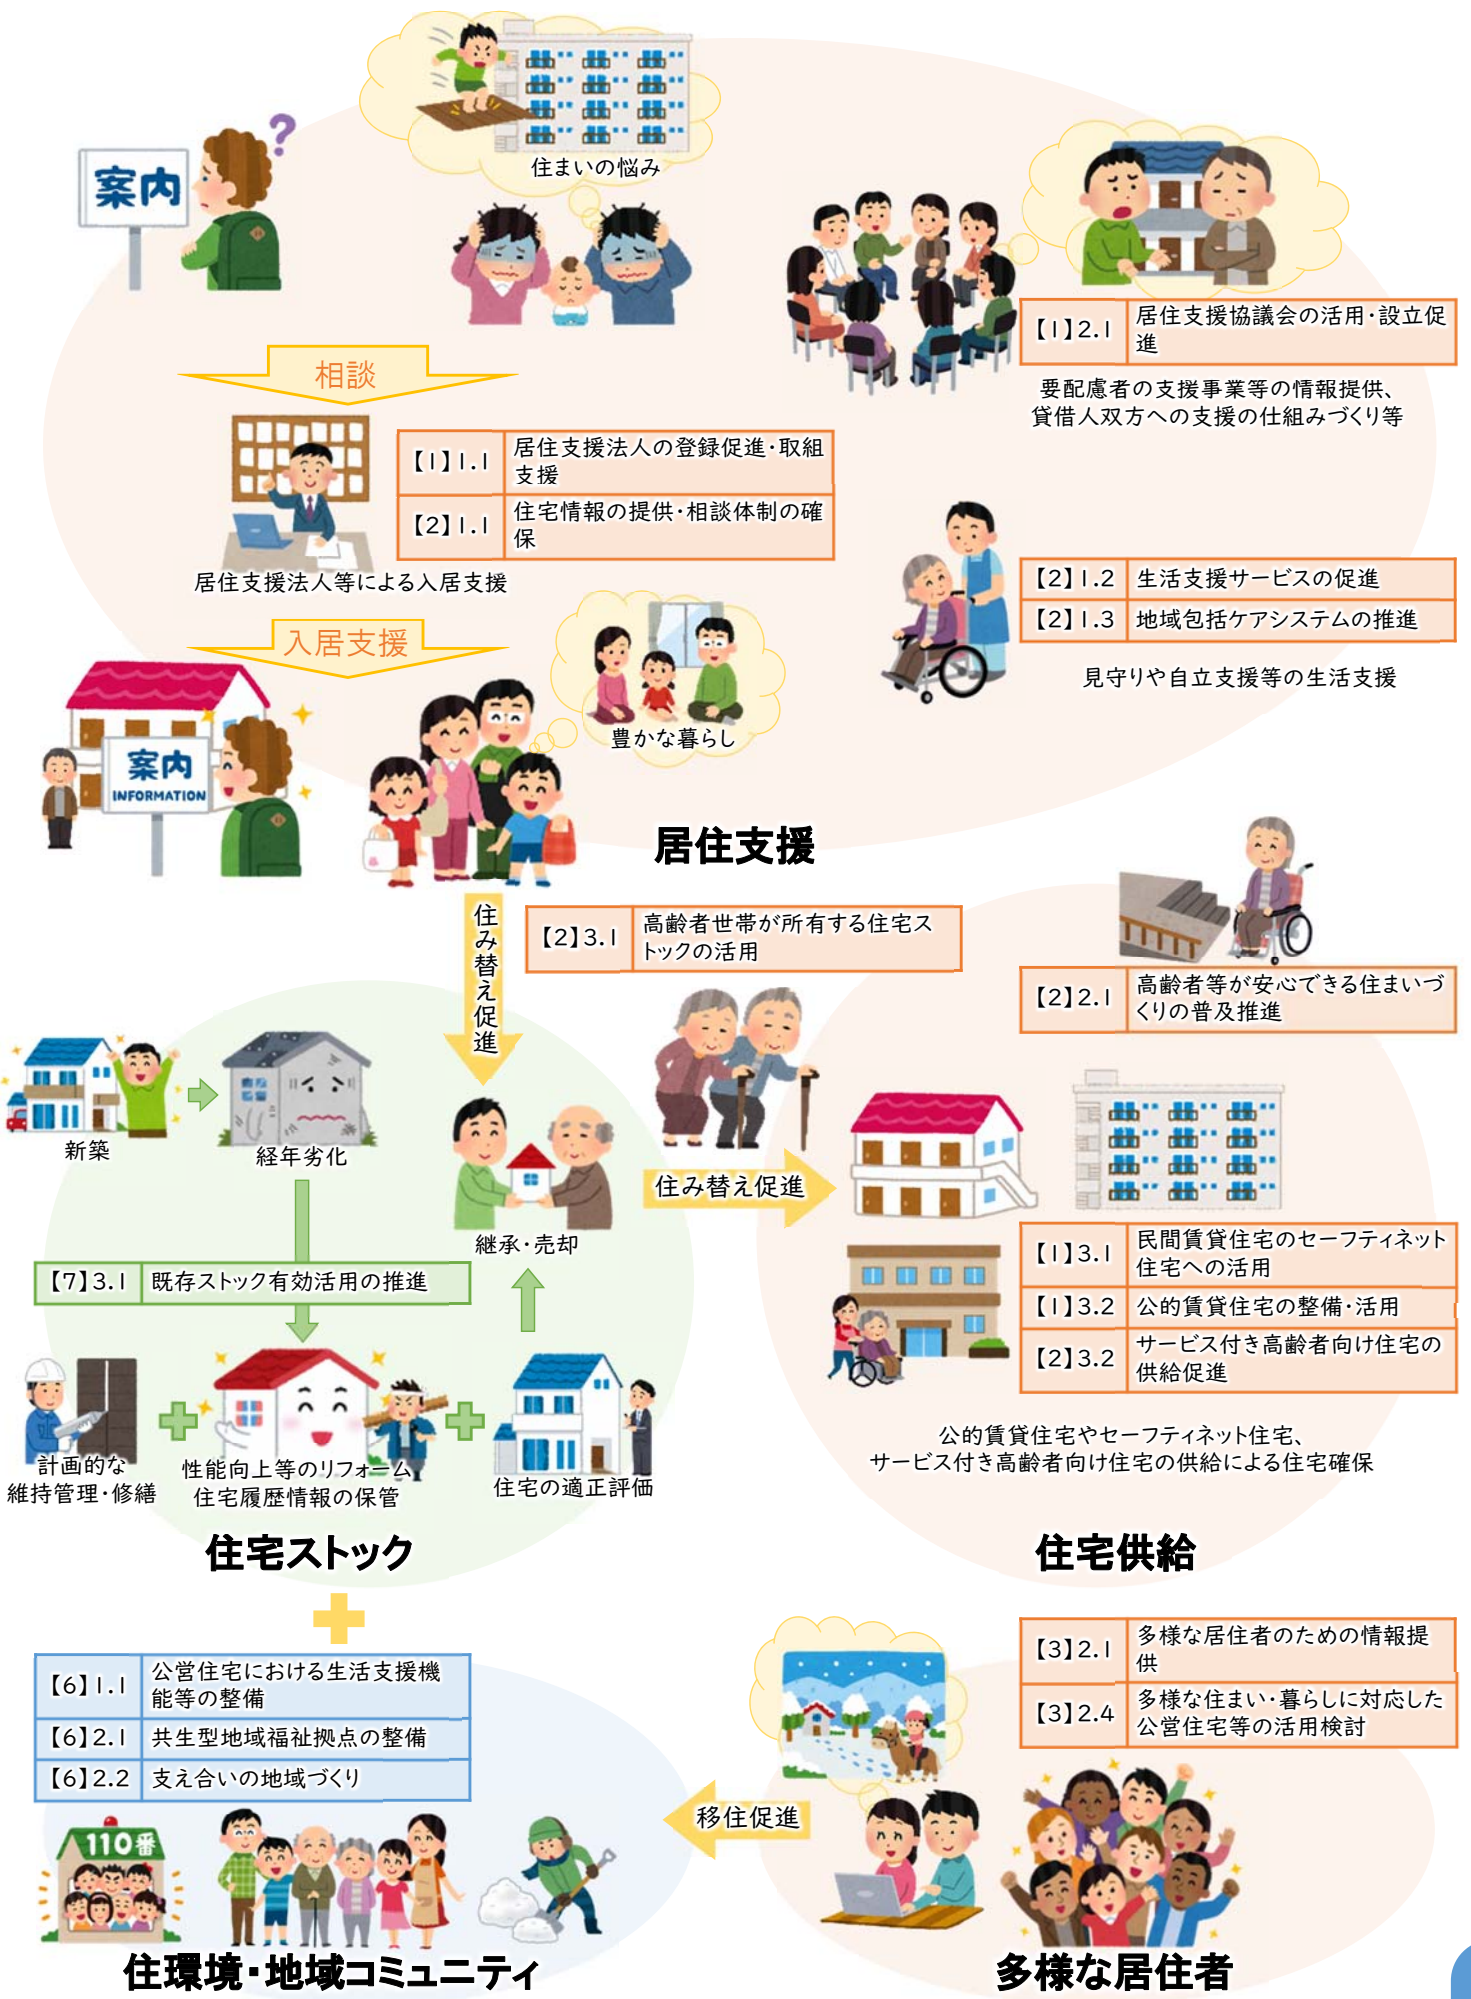 住まいの悩み
案内
?
相談
【1】2.1
居住支援協議会の活用・設立促
進
要配慮者の支援事業等の情報提供、
貸借人双方への支援の仕組みづくり等
【1】1.1
居住支援法人の登録促進・取組
支援
【2】1.1
住宅情報の提供・相談体制の確
保
居住支援法人等による入居支援
【2】1.2
生活支援サービスの促進
【2】1.3
地域包括ケアシステムの推進
見守りや自立支援等の生活支援
入居支援
案内
INFORMATION
豊かな暮らし
居住支援
住み替え促進
【2】3.1
高齢者世帯が所有する住宅ス
トックの活用
【2】2.1
高齢者等が安心できる住まいづ
くりの普及推進
新築
経年劣化
継承・売却
住み替え促進
【7】3.1
既存ストック有効活用の推進
【1】3.1
民間賃貸住宅のセーフティネット
住宅への活用
【1】3.2
公的賃貸住宅の整備・活用
【2】3.2
サービス付き高齢者向け住宅の
供給促進
計画的な
維持管理・修繕
性能向上等のリフォーム
住宅履歴情報の保管
住宅の適正評価
公的賃貸住宅やセーフティネット住宅、
サービス付き高齢者向け住宅の供給による住宅確保
住宅ストック
住宅供給
【6】1.1
公営住宅における生活支援機
能等の整備
【6】2.1
共生型地域福祉拠点の整備
【6】2.2
支え合いの地域づくり
【3】2.1
多様な居住者のための情報提
供
【3】2.4
多様な住まい・暮らしに対応した
公営住宅等の活用検討
移住促進
110番
住環境・地域コミュニティ
多様な居住者